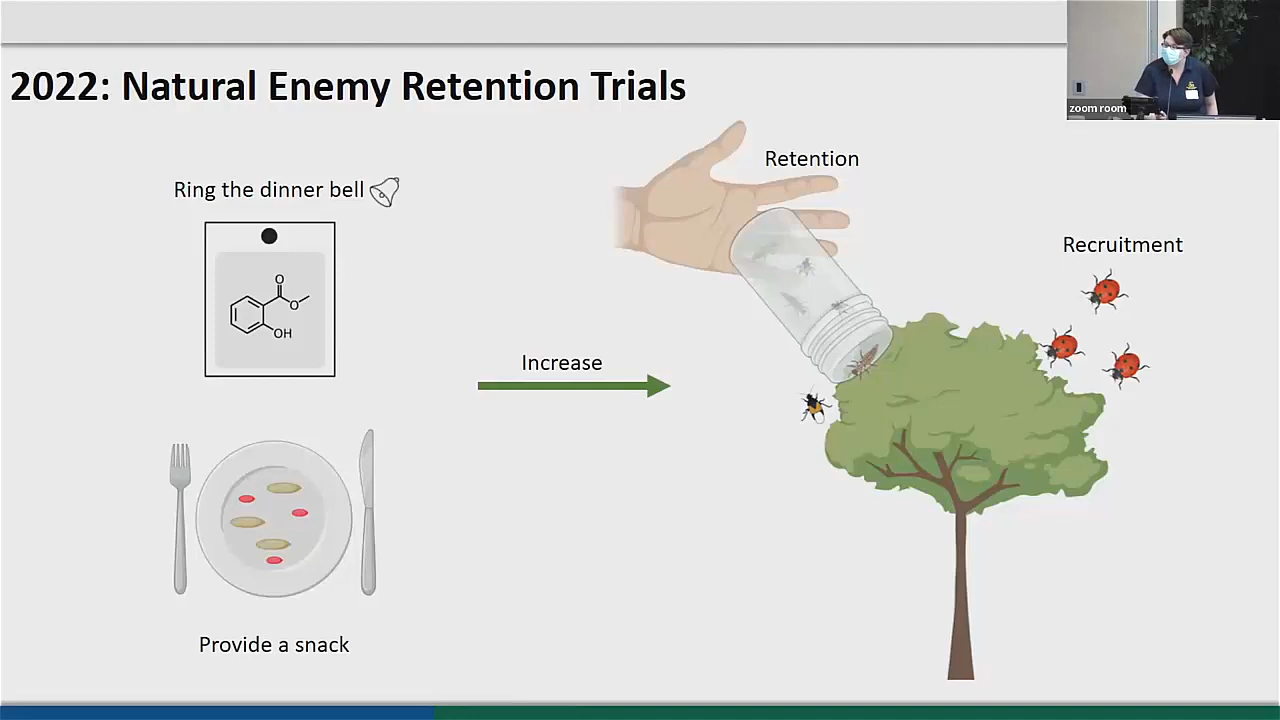 2022: Natural Enemy Retention Trials
Ring the dinner bell
O
O
OH
Provide a snack
Increase
Retention
Recruitment
zoom room